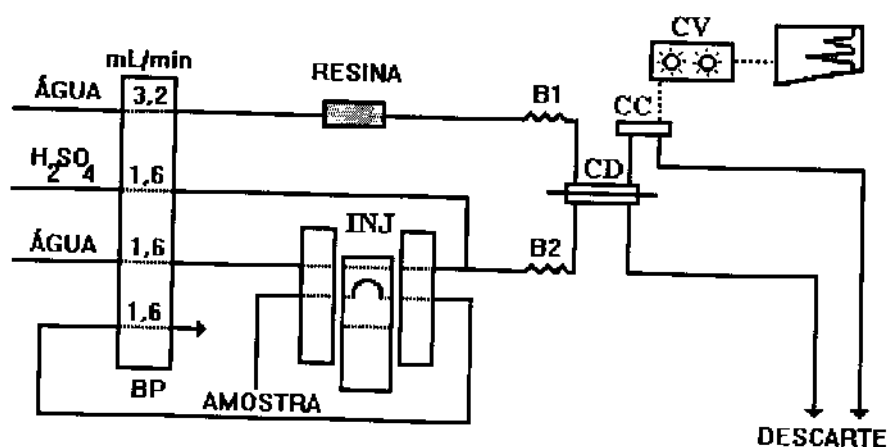 CV
mL/min
RESINA
ÁGUA
3,2
B1
CC
H2SO4
1,6
CD
INJ
ÁGUA
1,6
B2
1,6
BP
AMOSTRA
DESCARTE